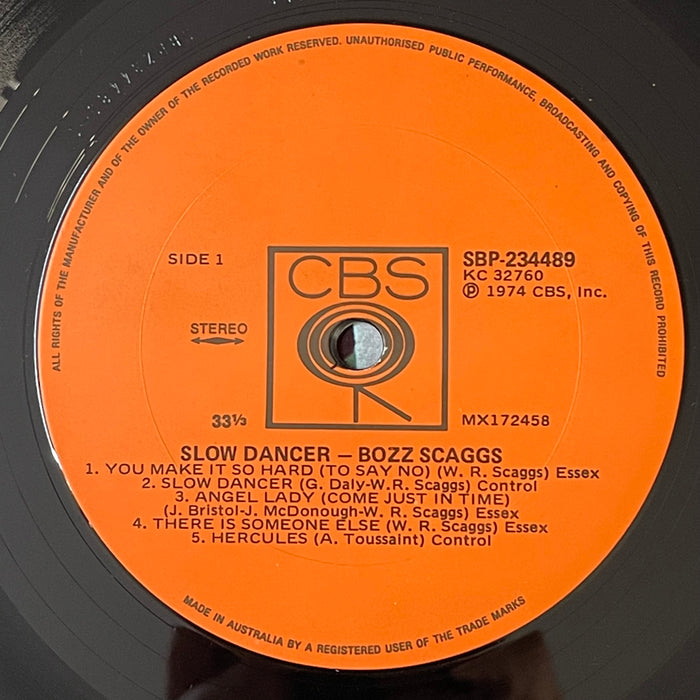 ALL RIGHTS OF THE MANUFACTURER AND OF THE OWNER OF THE RECORDED WORK RESERVED. UNAUTHORISED PUBLIC PERFORMANCE, BROADCASTING AND COPYING OF THIS RECORD PROHIBITED
SIDE 1
CBS
SBP-234489
KC 32760
℗ 1974 CBS, Inc.
STEREO
33⅓
MX172458
SLOW DANCER – BOZZ SCAGGS
1. YOU MAKE IT SO HARD (TO SAY NO) (W. R. Scaggs) Essex
2. SLOW DANCER (G. Daly-W.R. Scaggs) Control
3. ANGEL LADY (COME JUST IN TIME)
(J. Bristol-J. McDonough-W. R. Scaggs) Essex
4. THERE IS SOMEONE ELSE (W. R. Scaggs) Essex
5. HERCULES (A. Toussaint) Control
MADE IN AUSTRALIA BY A REGISTERED USER OF THE TRADE MARKS